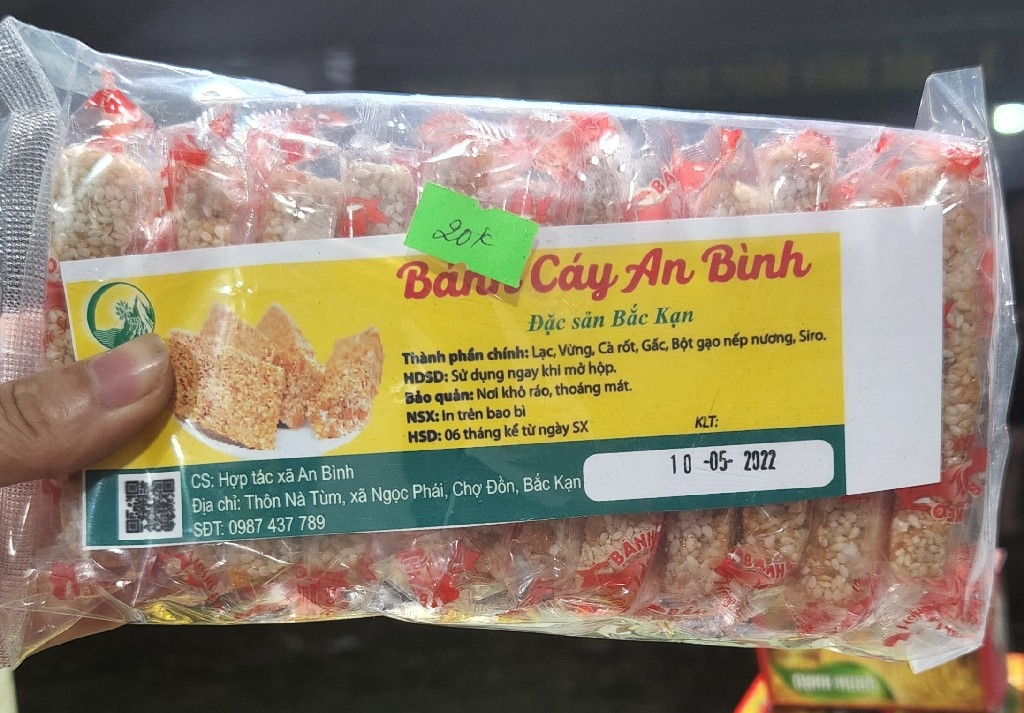 20K
Bánh Cáy An Bình
Đặc sản Bắc Kạn
Thành phần chính: Lạc, Vừng, Cà rốt, Gấc, Bột gạo nếp nương, Siro.
HDSD: Sử dụng ngay khi mở hộp.
Bảo quản: Nơi khô ráo, thoáng mát.
NSX: In trên bao bì
HSD: 06 tháng kể từ ngày SX
KLT:
10 -05- 2022
CS: Hợp tác xã An Bình
Địa chỉ: Thôn Nà Tùm, xã Ngọc Phái, Chợ Đồn, Bắc Kạn
SĐT: 0987 437 789
BÁNH
BÁNH